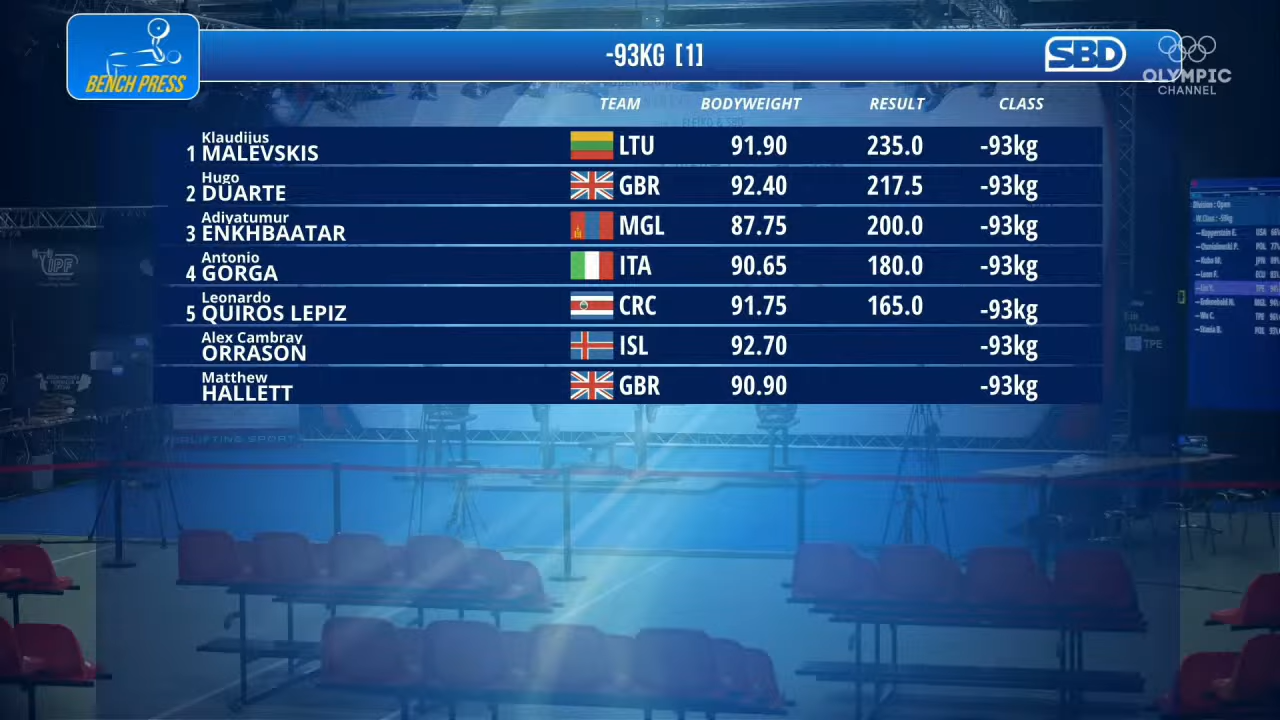 BENCH PRESS
-93KG [1]
SBD
OLYMPIC
CHANNEL
TEAM BODYWEIGHT RESULT CLASS
Klaudijus
1 MALEVSKIS LTU 91.90 235.0 -93kg
Hugo
2 DUARTE GBR 92.40 217.5 -93kg
Adiyatumur
3 ENKHBAATAR MGL 87.75 200.0 -93kg
Antonio
4 GORGA ITA 90.65 180.0 -93kg
Leonardo
5 QUIROS LEPIZ CRC 91.75 165.0 -93kg
Alex Cambray
ORRASON ISL 92.70 -93kg
Matthew
HALLETT GBR 90.90 -93kg
IPF
TPE